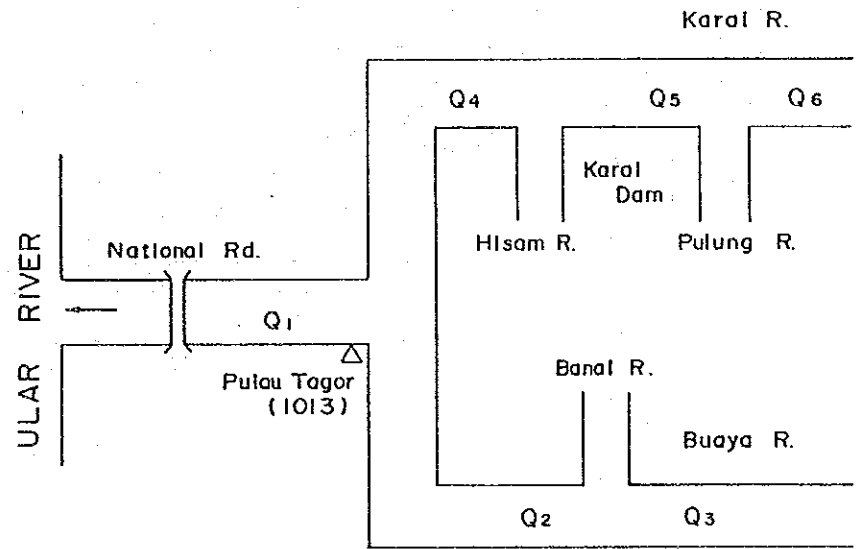 Karai R.
Q4
Q5
Q6
Karai
Dam
Hisam R.
Pulung R.
National Rd.
ULAR RIVER
Q1
Pulau Tagor
(1013)
Banai R.
Buaya R.
Q2
Q3